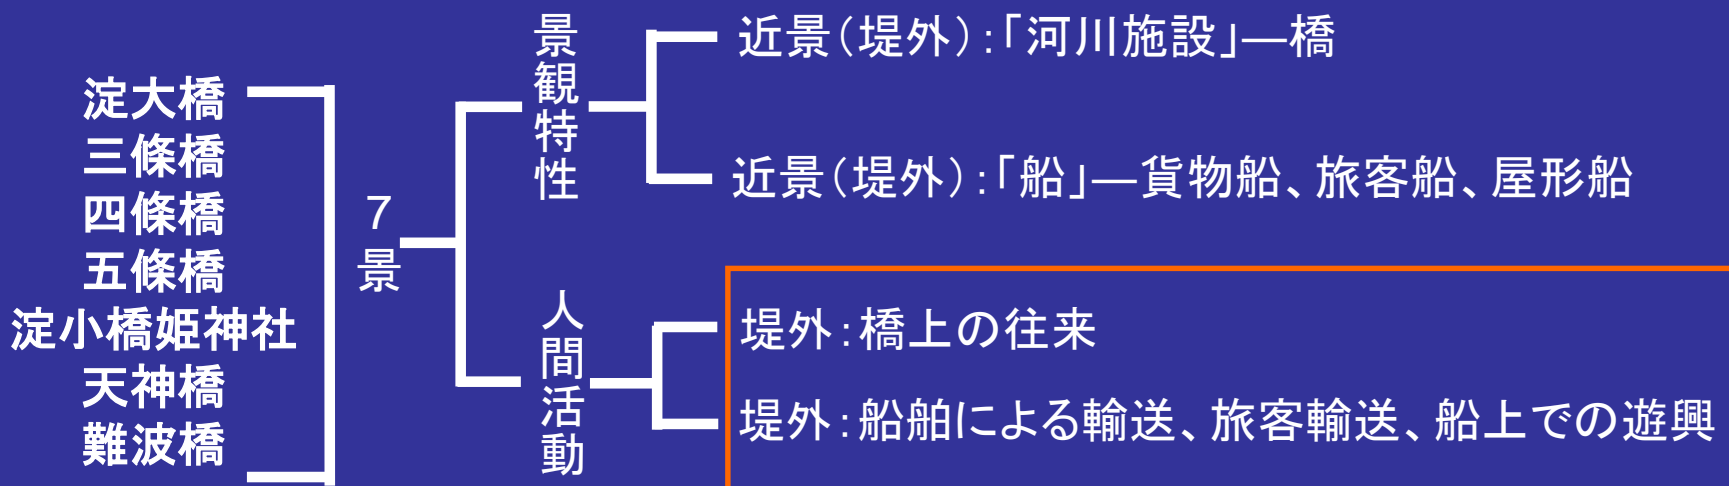 淀大橋
三條橋
四條橋
五條橋
淀小橋姫神社
天神橋
難波橋
7景
景観特性
近景(堤外):「河川施設」―橋
近景(堤外):「船」―貨物船、旅客船、屋形船
人間活動
堤外:橋上の往来
堤外:船舶による輸送、旅客輸送、船上での遊興